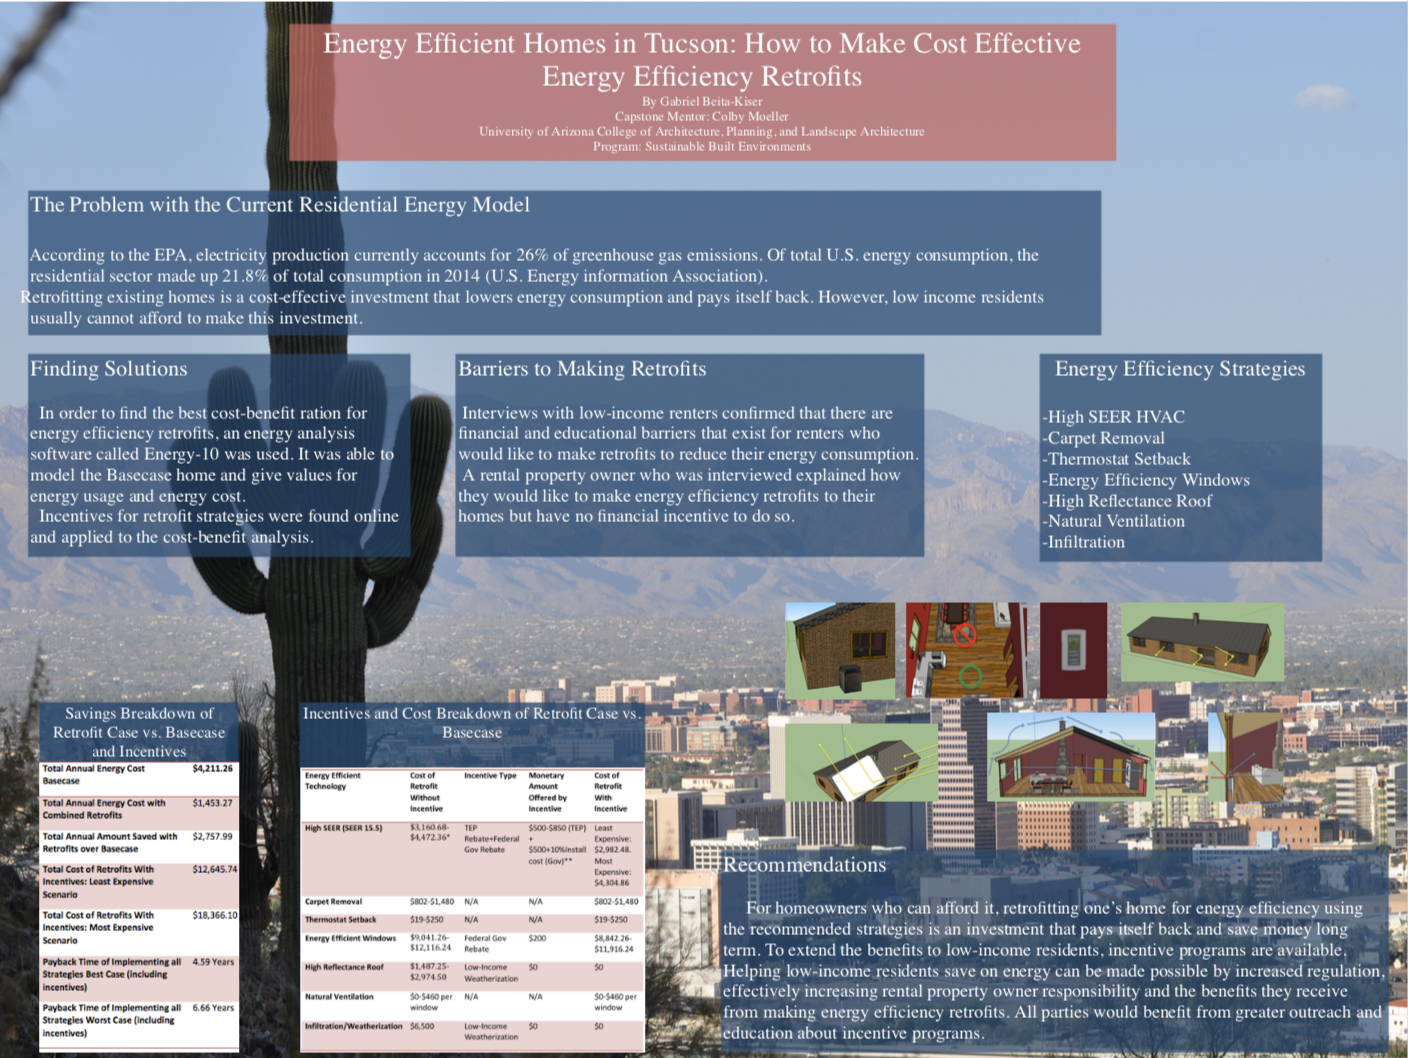 Energy Efficient Homes in Tucson: How to Make Cost Effective
Energy Efficiency Retrofits
By Gabriel Beita-Kiser
Capstone Mentor: Colby Moeller
University of Arizona College of Architecture, Planning, and Landscape Architecture
Program: Sustainable Built Environments
The Problem with the Current Residential Energy Model
According to the EPA, electricity production currently accounts for 26% of greenhouse gas emissions. Of total U.S. energy consumption, the
residential sector made up 21.8% of total consumption in 2014 (U.S. Energy information Association).
Retrofitting existing homes is a cost-effective investment that lowers energy consumption and pays itself back. However, low income residents
usually cannot afford to make this investment.
Finding Solutions
In order to find the best cost-benefit ration for
energy efficiency retrofits, an energy analysis
software called Energy-10 was used. It was able to
model the Basecase home and give values for
energy usage and energy cost.
Incentives for retrofit strategies were found online
and applied to the cost-benefit analysis.
Barriers to Making Retrofits
Interviews with low-income renters confirmed that there are
financial and educational barriers that exist for renters who
would like to make retrofits to reduce their energy consumption.
A rental property owner who was interviewed explained how
they would like to make energy efficiency retrofits to their
homes but have no financial incentive to do so.
Energy Efficiency Strategies
-High SEER HVAC
-Carpet Removal
-Thermostat Setback
-Energy Efficiency Windows
-High Reflectance Roof
-Natural Ventilation
-Infiltration
Savings Breakdown of
Retrofit Case vs. Basecase
and Incentives
Total Annual Energy Cost $4,211.26
Basecase
Total Annual Energy Cost with $1,453.27
Combined Retrofits
Total Annual Amount Saved with $2,757.99
Retrofits over Basecase
Total Cost of Retrofits With $12,645.74
Incentives: Least Expensive
Scenario
Total Cost of Retrofits With $18,366.10
Incentives: Most Expensive
Scenario
Payback Time of Implementing all 4.59 Years
Strategies Best Case (including
incentives)
Payback Time of Implementing all 6.66 Years
Strategies Worst Case (including
incentives)
Incentives and Cost Breakdown of Retrofit Case vs.
Basecase
Energy Efficient Cost of Incentive Type Monetary Cost of
Technology Retrofit Amount Retrofit
Without Offered by With
Incentive Incentive Incentive
High SEER (SEER 15.5) $3,160.68- TEP $500-$850 (TEP) Least
$4,472.36* Rebate+Federal + Expensive:
Gov Rebate $500+10%install $2,982.48.
cost (Gov)** Most
Expensive:
$4,304.86
Carpet Removal $802-$1,480 N/A N/A $802-$1,480
Thermostat Setback $19-$250 N/A N/A $19-$250
Energy Efficient Windows $9,041.26- Federal Gov $200 $8,842.26-
$12,116.24 Rebate $11,916.24
High Reflectance Roof $1,487.25- Low-Income $0 $0
$2,974.50 Weatherization
Natural Ventilation $0-$460 per N/A N/A $0-$460 per
window window
Infiltration/Weatherization $6,500 Low-Income $0 $0
Weatherization
Recommendations
For homeowners who can afford it, retrofitting one's home for energy efficiency using
the recommended strategies is an investment that pays itself back and save money long
term. To extend the benefits to low-income residents, incentive programs are available.
Helping low-income residents save on energy can be made possible by increased regulation,
effectively increasing rental property owner responsibility and the benefits they receive
from making energy efficiency retrofits. All parties would benefit from greater outreach and
education about incentive programs.